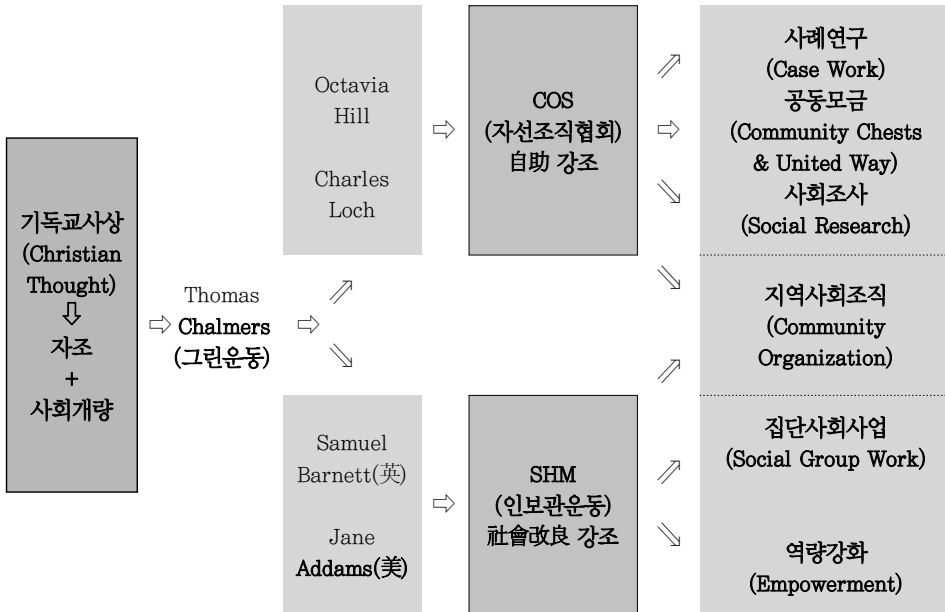 기독교사상
(Christian
Thought)
⇩
자조
+
사회개량
⇨
Thomas
Chalmers
(그린운동)
⇨
Octavia
Hill
Charles
Loch
⇨
COS
(자선조직협회)
自助 강조
사례연구
(Case Work)
공동모금
(Community Chests
& United Way)
사회조사
(Social Research)
지역사회조직
(Community
Organization)
Samuel
Barnett(英)
Jane
Addams(美)
⇨
SHM
(인보관운동)
社會改良 강조
집단사회사업
(Social Group Work)
역량강화
(Empowerment)